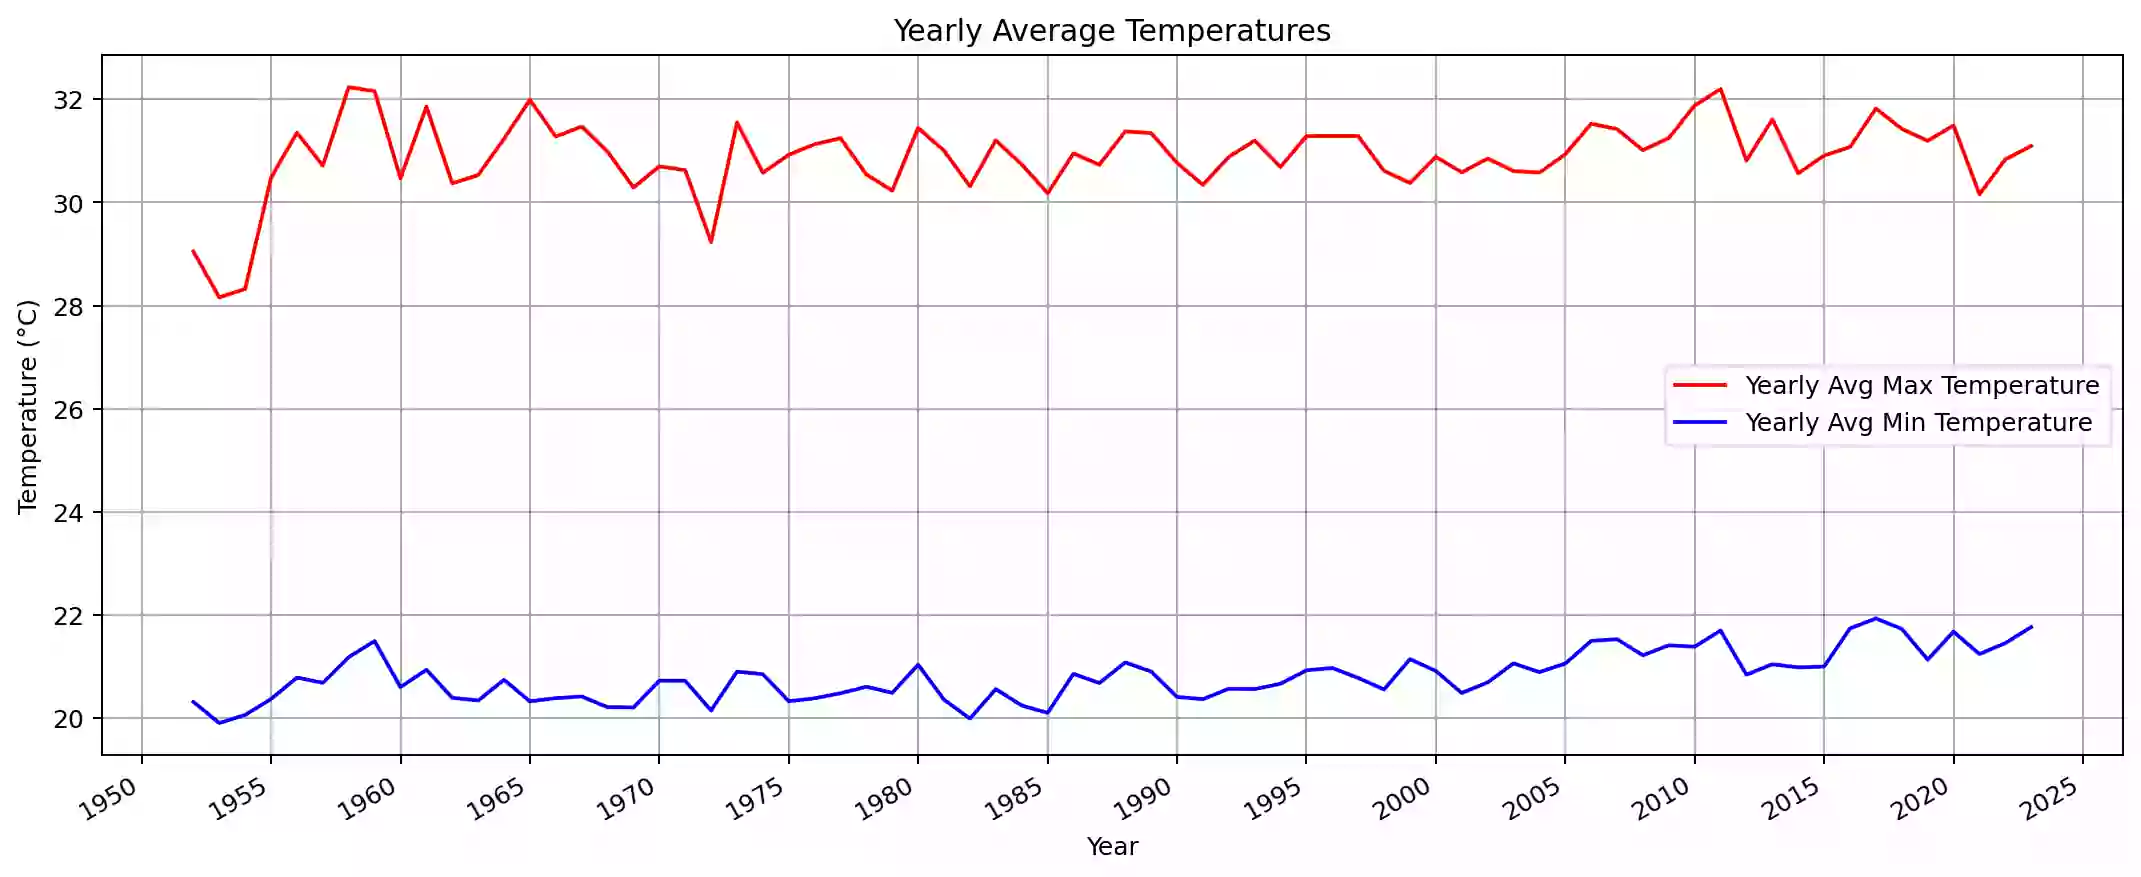 Yearly Average Temperatures
Temperature (°C)
32
30
28
26
24
22
20
Yearly Avg Max Temperature
Yearly Avg Min Temperature
1950 1955 1960 1965 1970 1975 1980 1985 1990 1995 2000 2005 2010 2015 2020 2025
Year